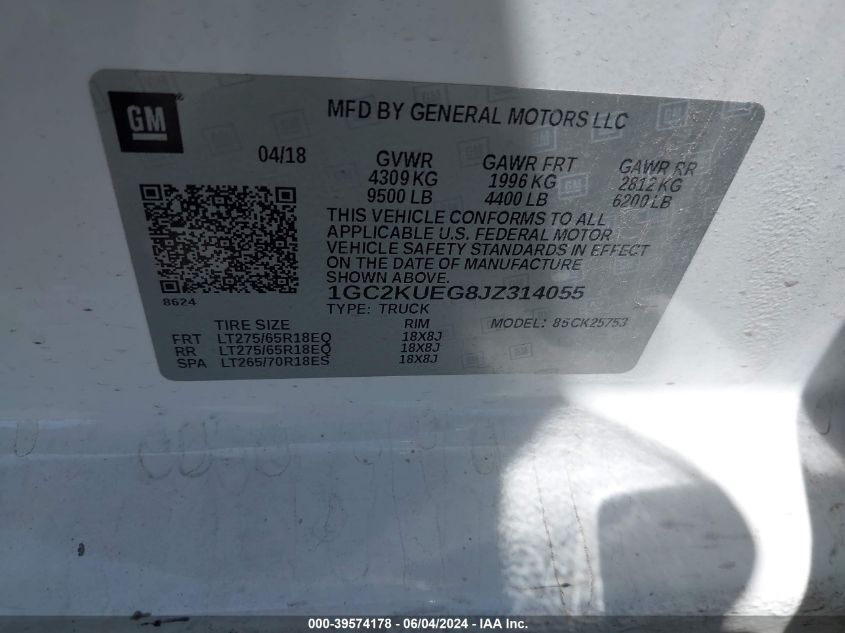 GM
MFD BY GENERAL MOTORS LLC
04/18 GVWR GAWR FRT GAWR RR
4309 KG 1996 KG 2812 KG
9500 LB 4400 LB 6200 LB
THIS VEHICLE CONFORMS TO ALL
APPLICABLE U.S. FEDERAL MOTOR
VEHICLE SAFETY STANDARDS IN EFFECT
ON THE DATE OF MANUFACTURE
SHOWN ABOVE.
8624
1GC2KUEG8JZ314055
TYPE: TRUCK
TIRE SIZE RIM MODEL: 85CK25753
FRT LT275/65R18EQ 18X8J
RR LT275/65R18EQ 18X8J
SPA LT265/70R18ES 18X8J
000-39574178 - 06/04/2024 - IAA Inc.